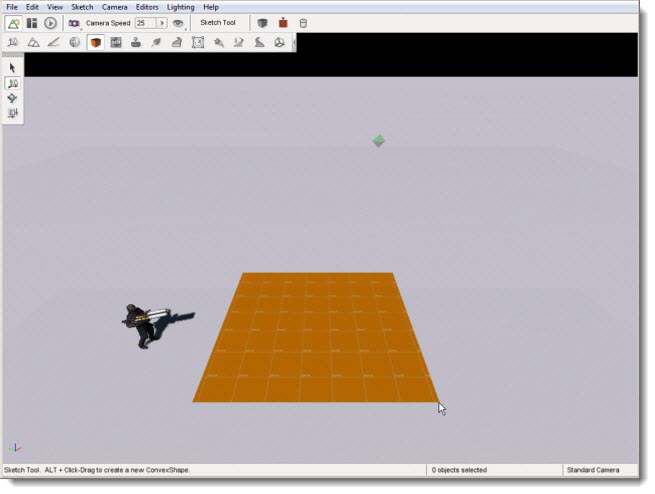 File Edit View Sketch Camera Editors Lighting Help
Camera Speed 25 Sketch Tool
Sketch Tool. ALT + Click-Drag to create a new ConvexShape. 0 objects selected Standard Camera